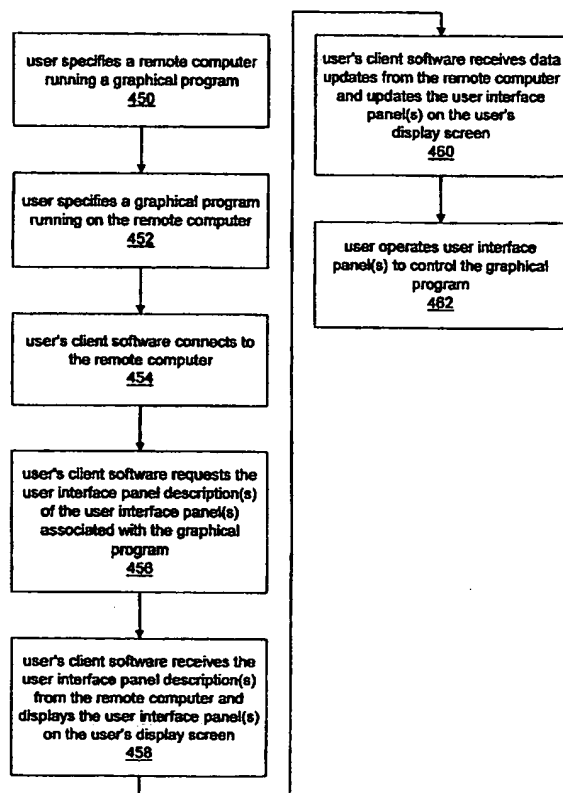 user specifies a remote computer
running a graphical program
450
user specifies a graphical program
running on the remote computer
452
user's client software connects to
the remote computer
454
user's client software requests the
user interface panel description(s)
of the user interface panel(s)
associated with the graphical
program
456
user's client software receives the
user interface panel description(s)
from the remote computer and
displays the user interface panel(s)
on the user's display screen
458
user's client software receives data
updates from the remote computer
and updates the user interface
panel(s) on the user's
display screen
460
user operates user interface
panel(s) to control the graphical
program
462